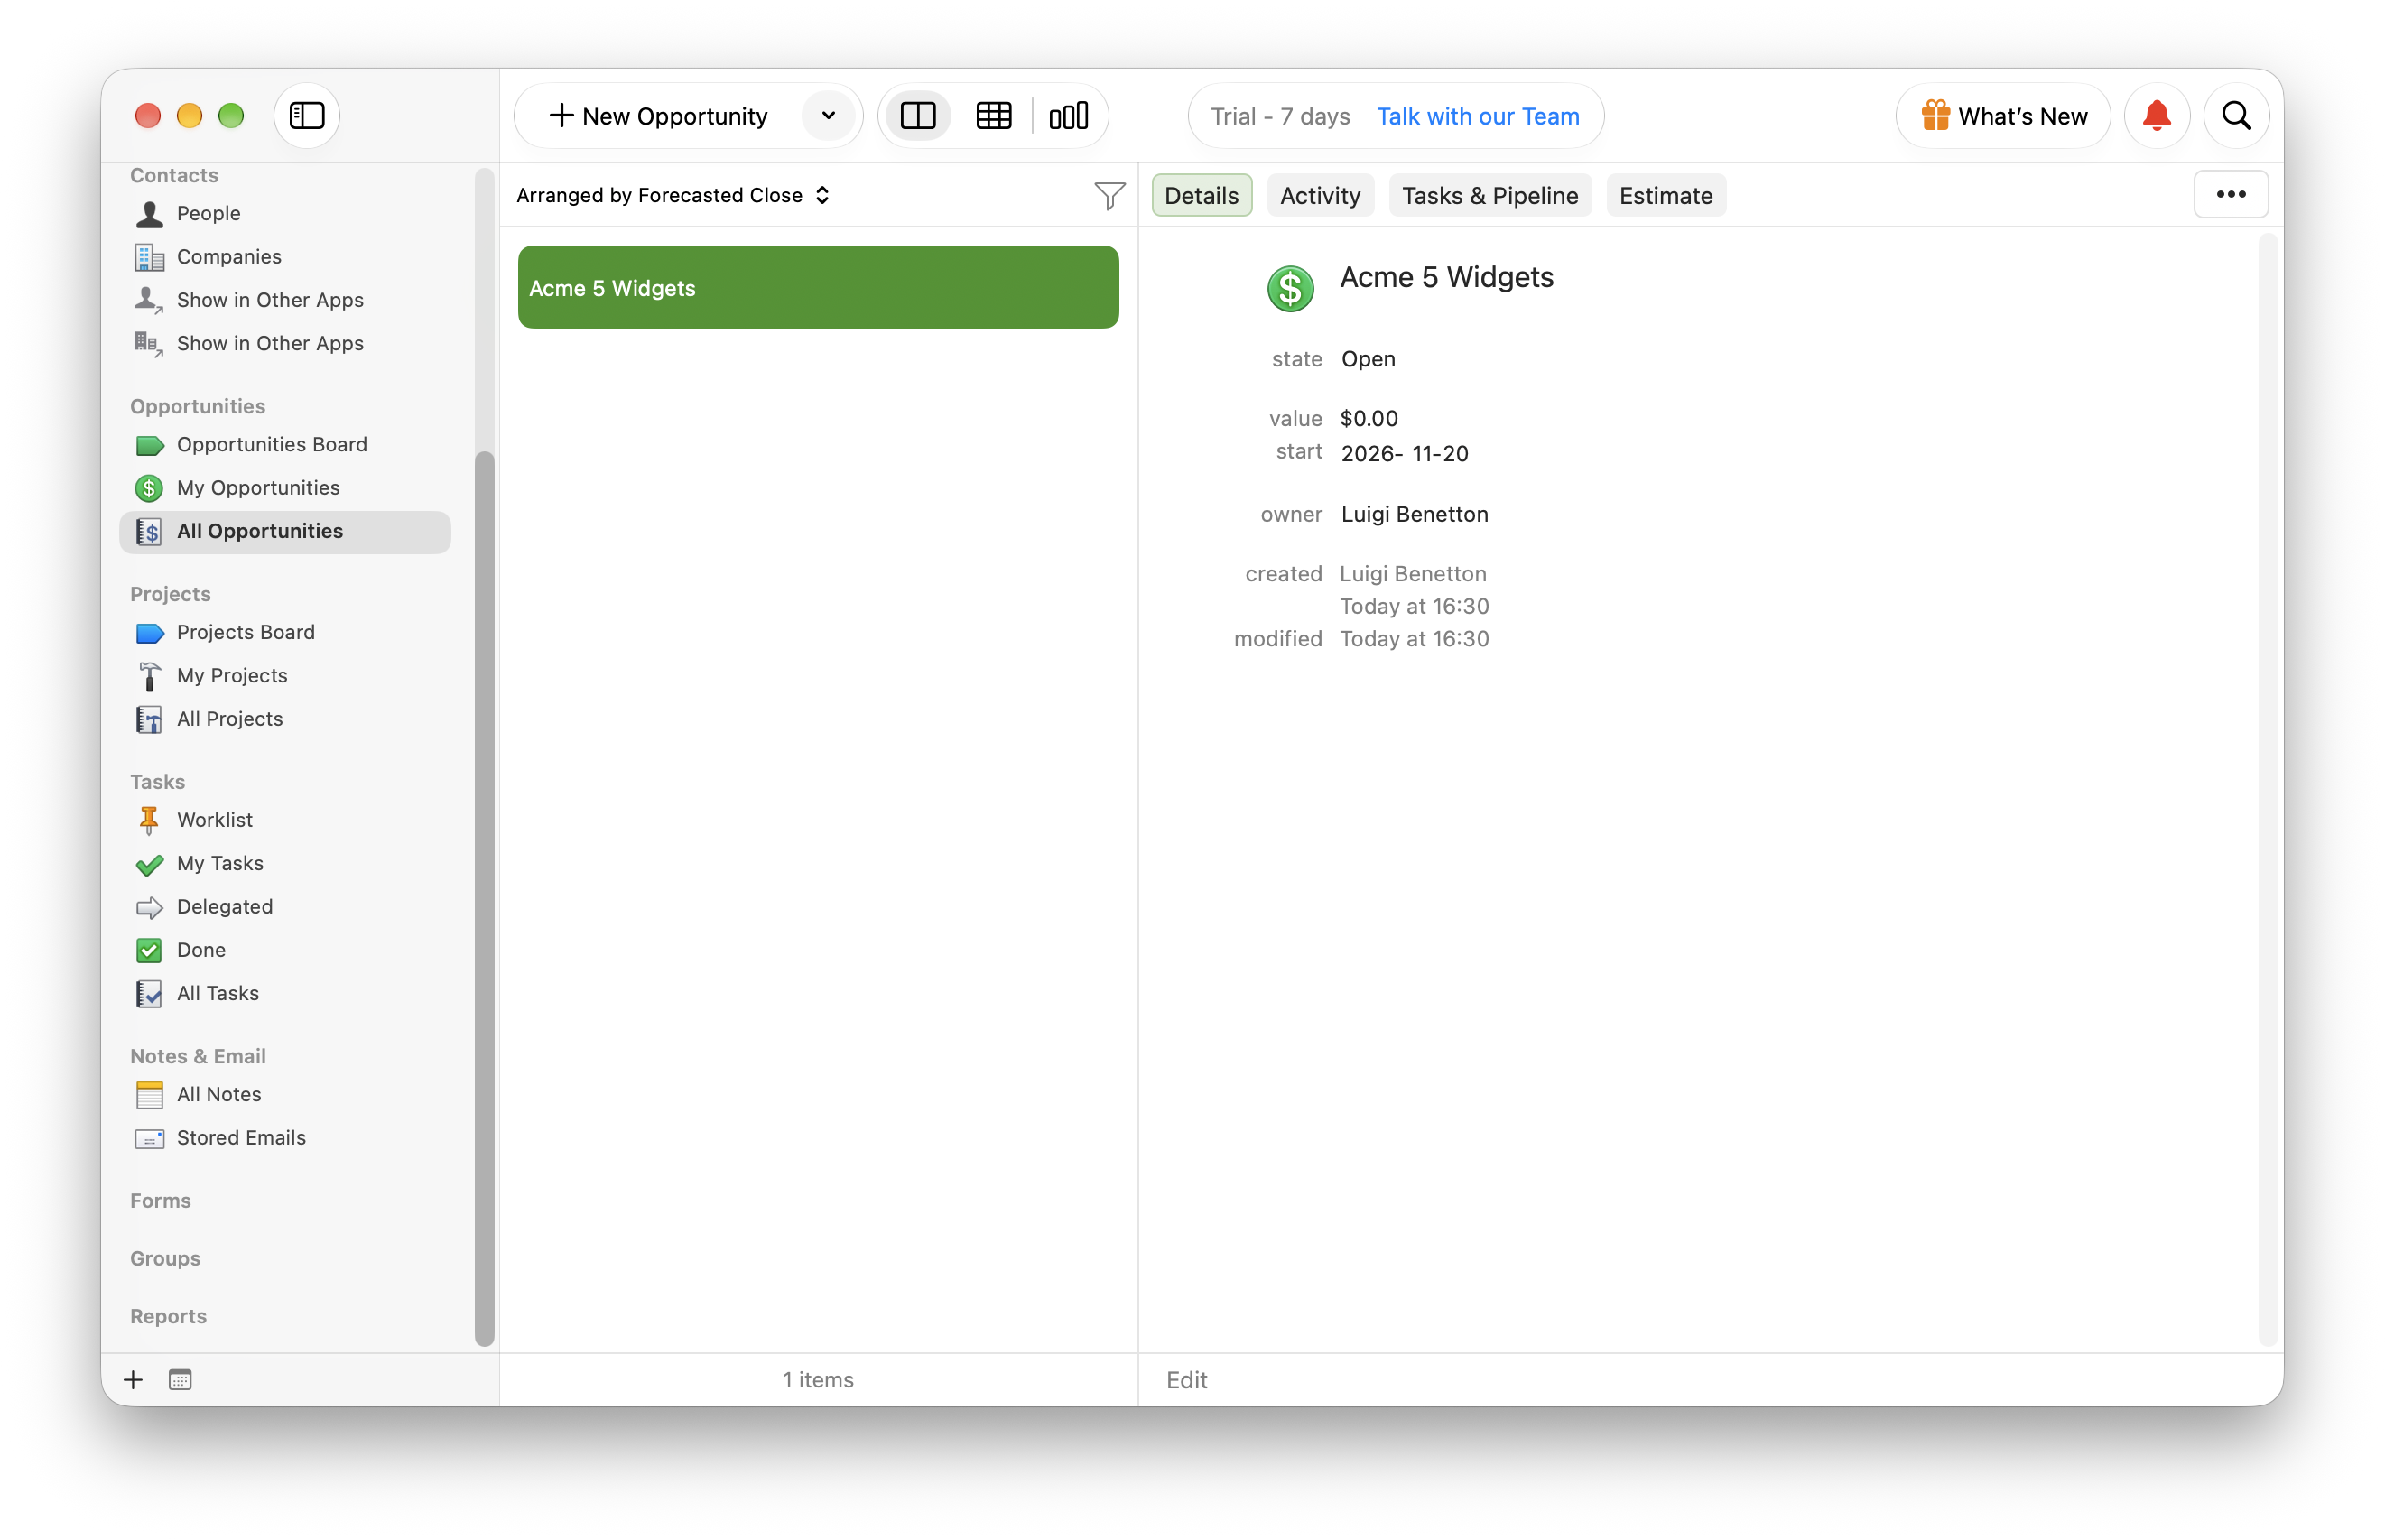 New Opportunity
Trial - 7 days Talk with our Team
What's New
Contacts
People
Companies
Show in Other Apps
Show in Other Apps
Opportunities
Opportunities Board
My Opportunities
All Opportunities
Projects
Projects Board
My Projects
All Projects
Tasks
Worklist
My Tasks
Delegated
Done
All Tasks
Notes & Email
All Notes
Stored Emails
Forms
Groups
Reports
Arranged by Forecasted Close
Acme 5 Widgets
1 items
Details Activity Tasks & Pipeline Estimate
Acme 5 Widgets
state Open
value $0.00
start 2026- 11-20
owner Luigi Benetton
created Luigi Benetton
Today at 16:30
modified Today at 16:30
Edit